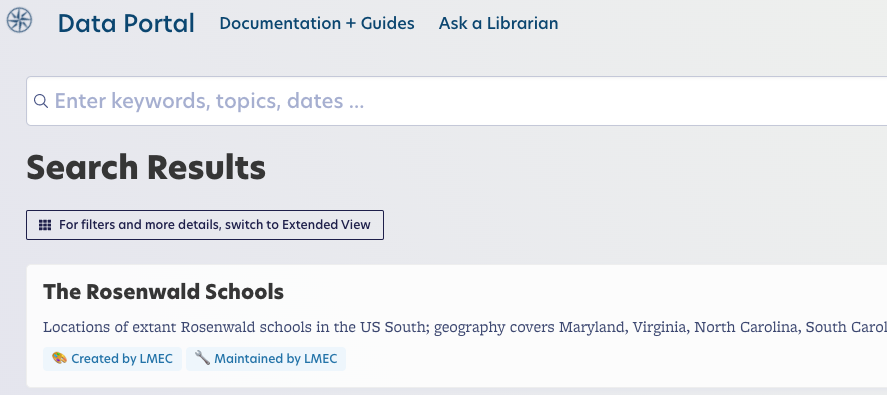 Data Portal Documentation + Guides Ask a Librarian
Enter keywords, topics, dates ...
Search Results
For filters and more details, switch to Extended View
The Rosenwald Schools
Locations of extant Rosenwald schools in the US South; geography covers Maryland, Virginia, North Carolina, South Carol
Created by LMEC Maintained by LMEC